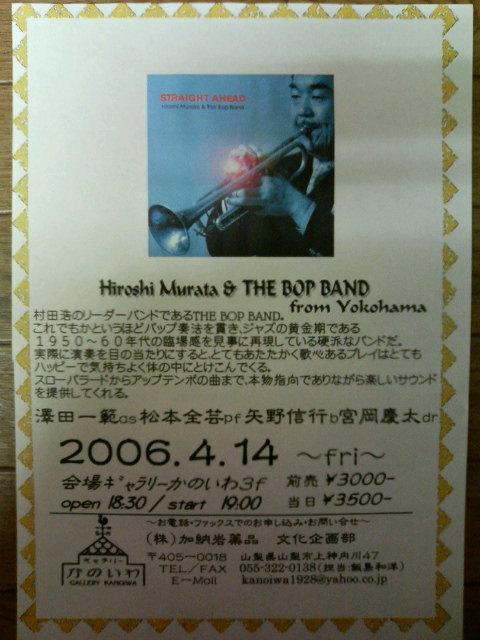 STRAIGHT AHEAD
Hiroshi Murata & The Bop Band
Hiroshi Murata & THE BOP BAND
from Yokohama
村田浩のリーダーバンドであるTHE BOP BAND。
これでもかというほどバップ奏法を貫き、ジャズの黄金期である
1950~60年代の臨場感を見事に再現している硬派なバンドだ。
実際に演奏を目の当たりにすると、とてもあたたかく歌心あるプレイはとても
ハッピーで気持ちよく体の中にとけこんでくる。
スローバラードからアップテンポの曲まで、本物指向でありながら楽しいサウンド
を提供してくれる。
澤田一範as松本全芸pf矢野信行b宮岡慶太dr
2006.4.14 ~fri~
会場ギャラリーかのいわ3f 前売 ¥3000-
open 18:30 / start 19:00 当日 ¥3500-
~お電話・ファックスでのお申し込み・お問い合せ~
(株)加納岩薬品 文化企画部
〒405-0018 山梨県山梨市上神内川47
TEL/FAX 055-322-0138(担当:飯島和洋)
E-Mail kanoiwa1928@yahoo.co.jp
ギャラリー
かのいわ
GALLERY KANOIWA